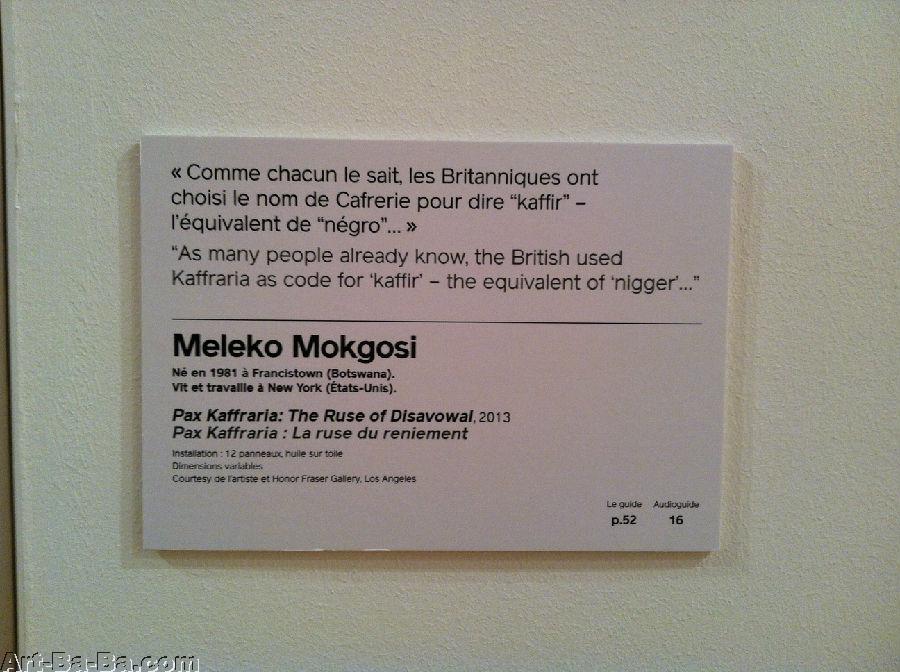 « Comme chacun le sait, les Britanniques ont
choisi le nom de Cafrerie pour dire “kaffir” –
l’équivalent de “négro”... »
“As many people already know, the British used
Kaffraria as code for ‘kaffir’ – the equivalent of ‘nigger’...”
Meleko Mokgosi
Né en 1981 à Francistown (Botswana).
Vit et travaille à New York (États-Unis).
Pax Kaffraria: The Ruse of Disavowal, 2013
Pax Kaffraria : La ruse du reniement
Installation : 12 panneaux, huile sur toile
Dimensions variables
Courtesy de l’artiste et Honor Fraser Gallery, Los Angeles
Le guide Audioguide
p.52 16
Art-Ba-Ba.com